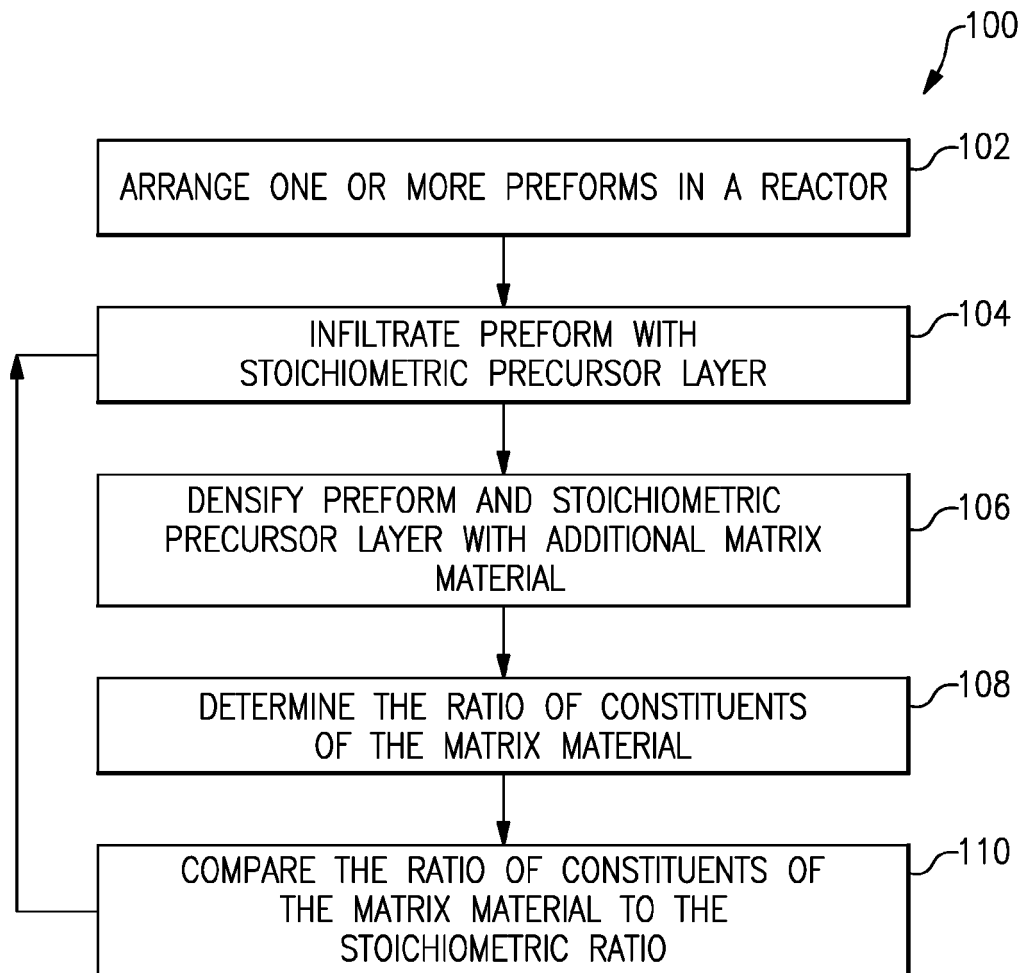 100
102
ARRANGE ONE OR MORE PREFORMS IN A REACTOR
104
INFILTRATE PREFORM WITH
STOICHIOMETRIC PRECURSOR LAYER
106
DENSIFY PREFORM AND STOICHIOMETRIC
PRECURSOR LAYER WITH ADDITIONAL MATRIX
MATERIAL
108
DETERMINE THE RATIO OF CONSTITUENTS
OF THE MATRIX MATERIAL
110
COMPARE THE RATIO OF CONSTITUENTS OF
THE MATRIX MATERIAL TO THE
STOICHIOMETRIC RATIO